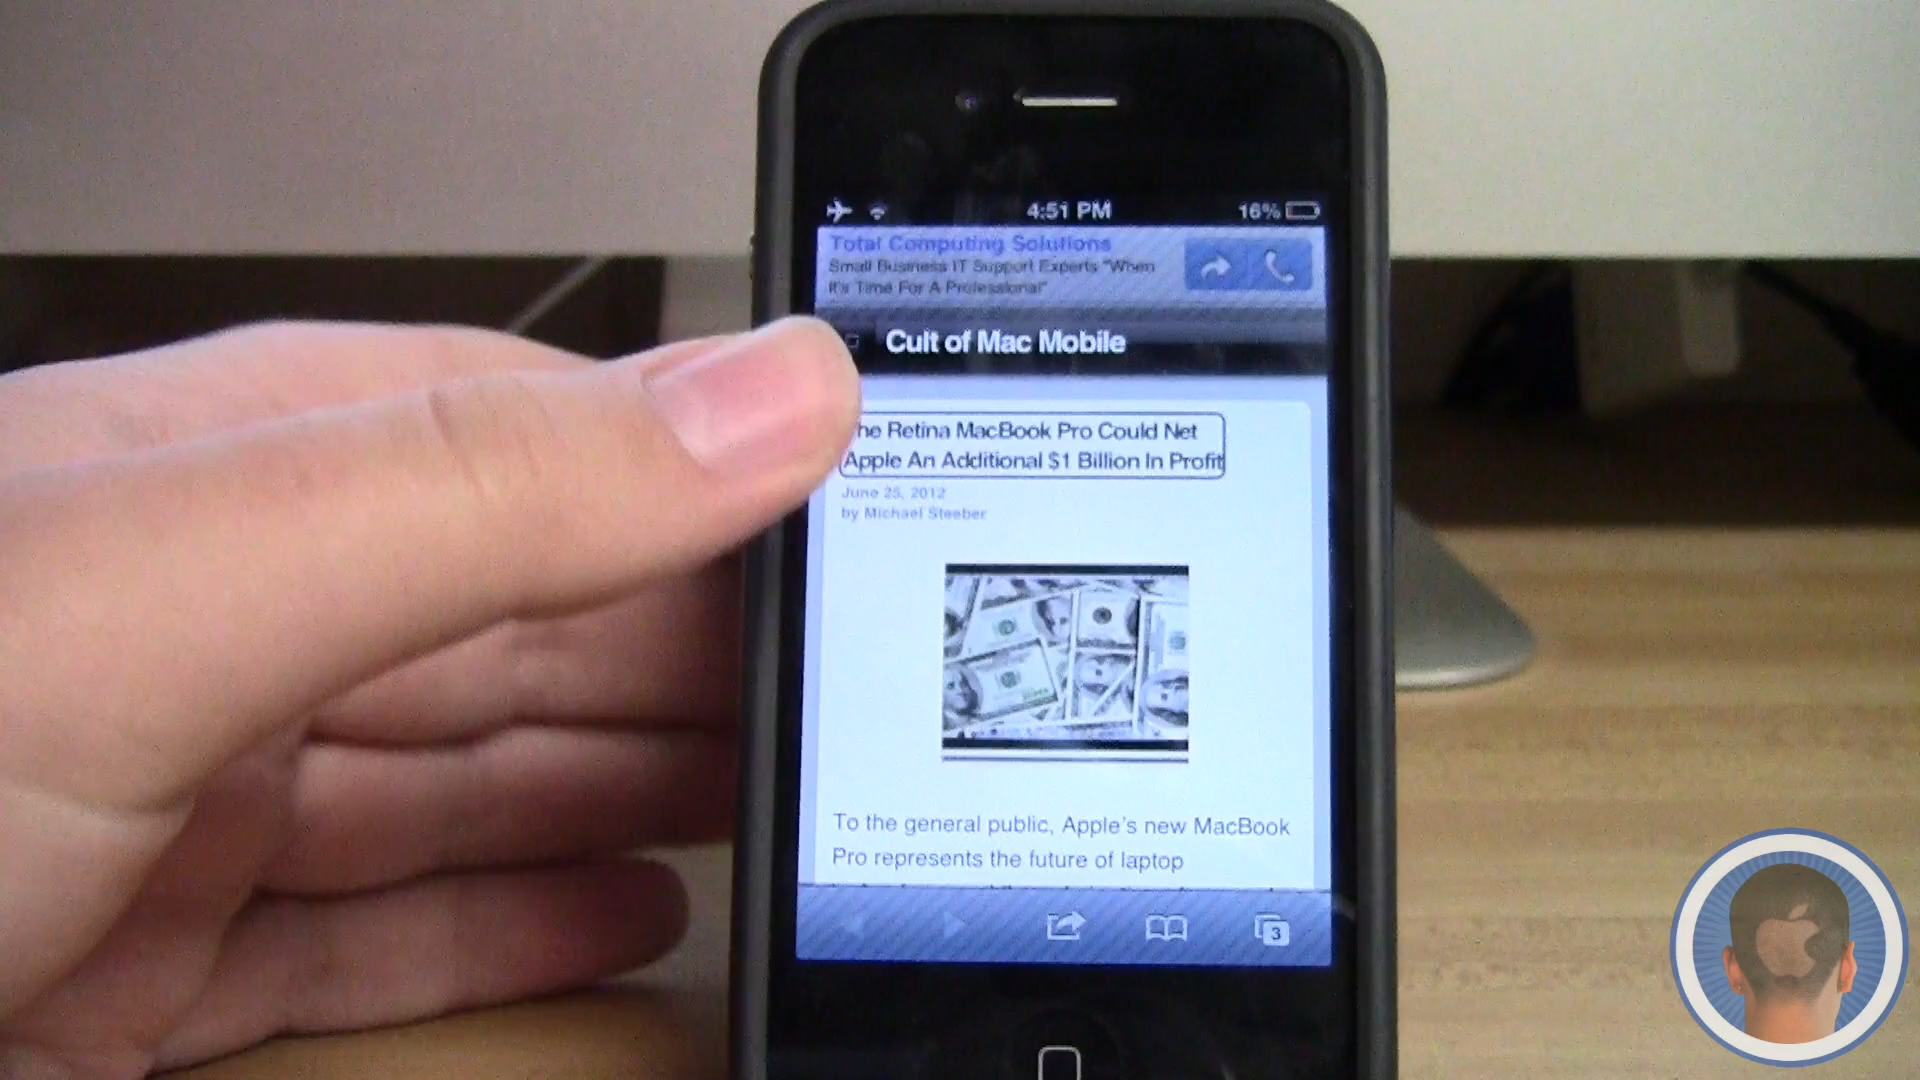 4:51 PM
16%
Total Computing Solutions
Small Business IT Support Experts "When
It's Time For A Professional"
Cult of Mac Mobile
he Retina MacBook Pro Could Net
Apple An Additional $1 Billion In Profit
June 25, 2012
by Michael Steeber
To the general public, Apple's new MacBook
Pro represents the future of laptop
3